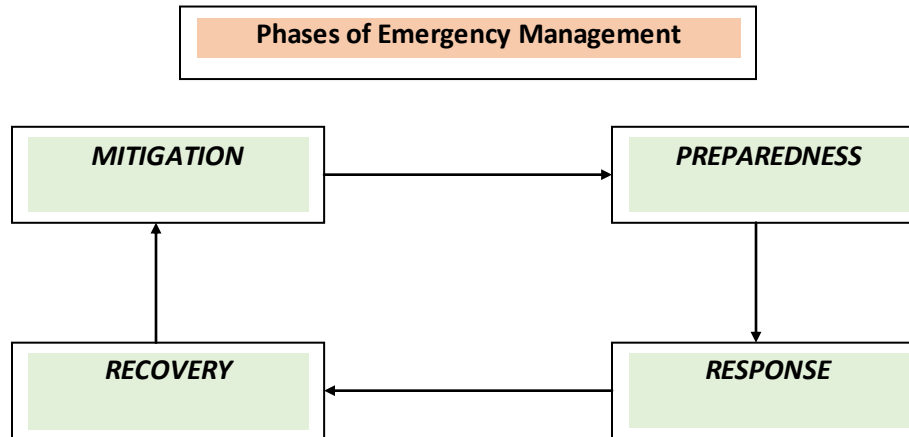 Phases of Emergency Management
MITIGATION
PREPAREDNESS
RECOVERY
RESPONSE